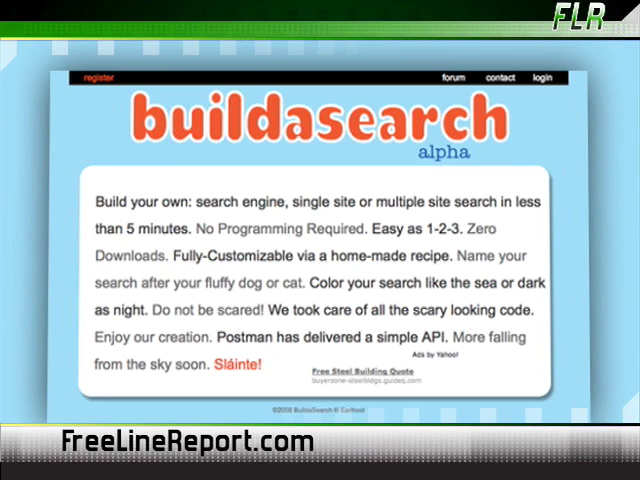 FLR
register forum contact login
buildasearch
alpha
Build your own: search engine, single site or multiple site search in less
than 5 minutes. No Programming Required. Easy as 1-2-3. Zero
Downloads. Fully-Customizable via a home-made recipe. Name your
search after your fluffy dog or cat. Color your search like the sea or dark
as night. Do not be scared! We took care of all the scary looking code.
Enjoy our creation. Postman has delivered a simple API. More falling
from the sky soon. Sláinte!
Ads by Yahoo!
Free Steel Building Quote
buyerzone-steelbldgs.guides.com
©2008 BuildaSearch @ Earthost
FreeLineReport.com